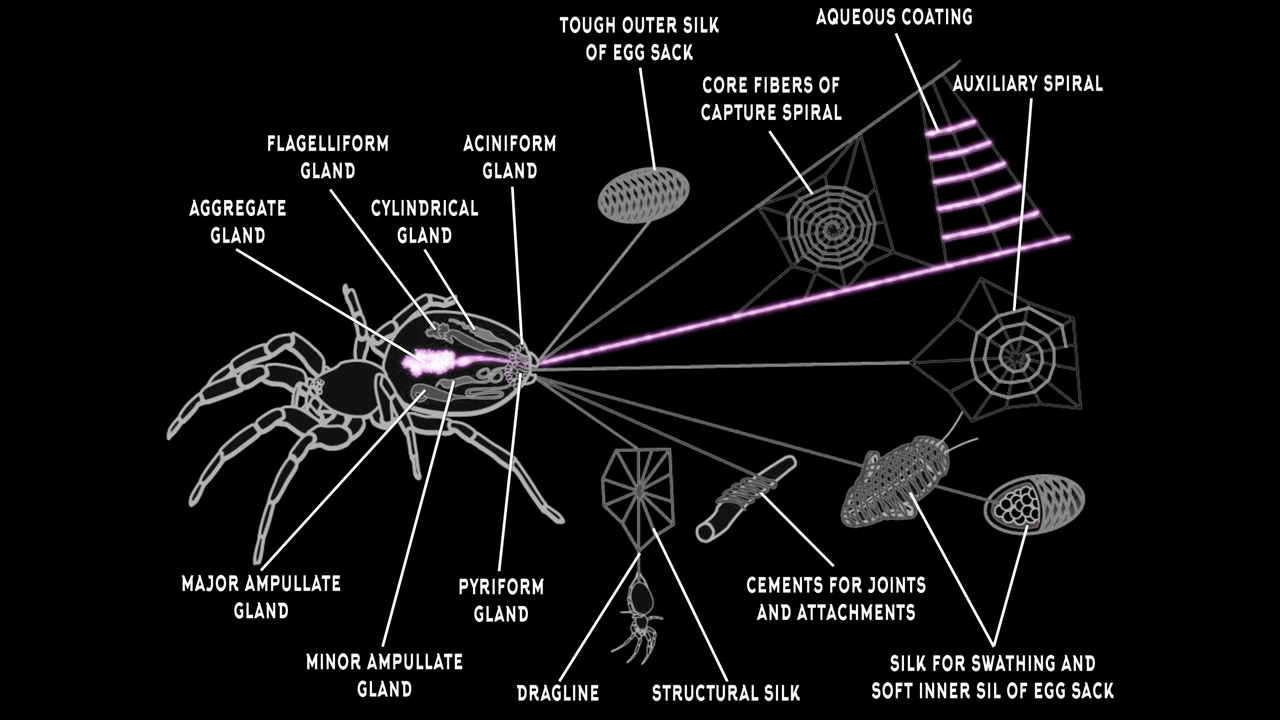 TOUGH OUTER SILK
OF EGG SACK
AQUEOUS COATING
CORE FIBERS OF
CAPTURE SPIRAL
AUXILIARY SPIRAL
FLAGELLIFORM
GLAND
ACINIFORM
GLAND
AGGREGATE
GLAND
CYLINDRICAL
GLAND
MAJOR AMPULLATE
GLAND
PYRIFORM
GLAND
CEMENTS FOR JOINTS
AND ATTACHMENTS
MINOR AMPULLATE
GLAND
DRAGLINE
STRUCTURAL SILK
SILK FOR SWATHING AND
SOFT INNER SIL OF EGG SACK